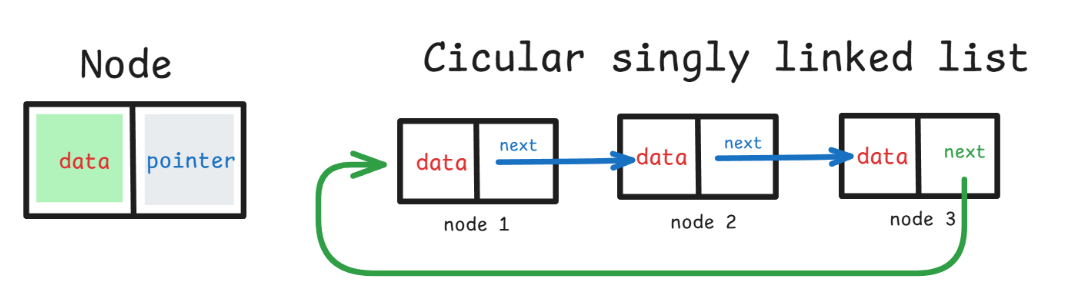 Node
data pointer
Cicular singly linked list
data next data next data next
node 1 node 2 node 3